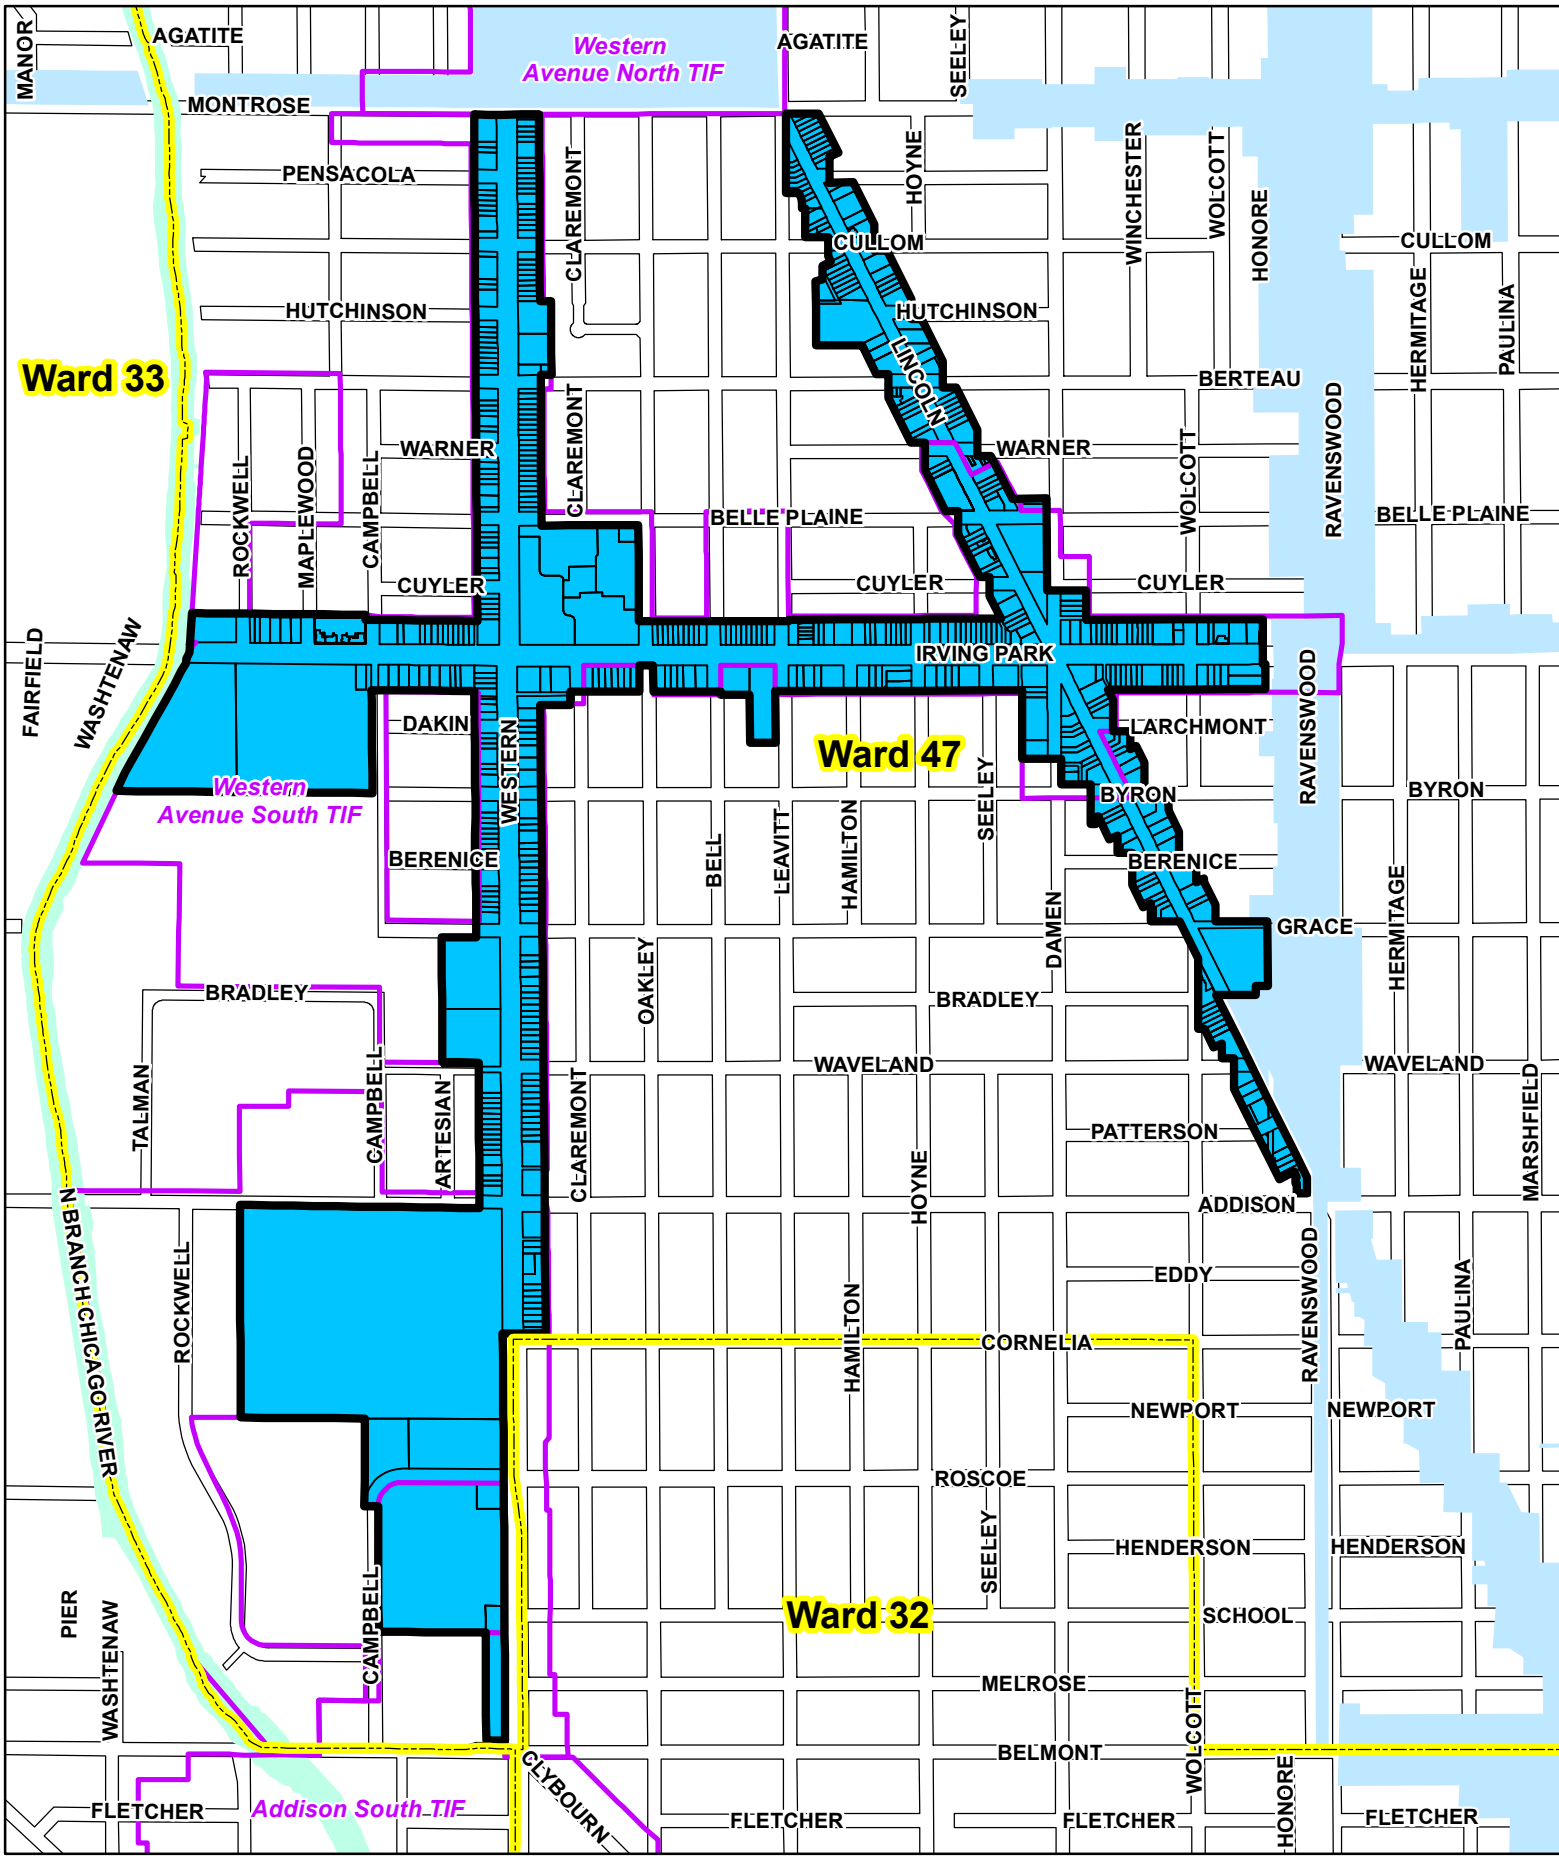 MANOR
AGATITE
Western
Avenue North TIF
AGATITE
SEELEY
MONTROSE
PENSACOLA
CLAREMONT
HOYNE
WINCHESTER
WOLCOTT
HONORE
CULLOM
CULLOM
HERMITAGE
PAULINA
HUTCHINSON
HUTCHINSON
LINCOLN
Ward 33
BERTEAU
RAVENSWOOD
ROCKWELL
MAPLEWOOD
CAMPBELL
WARNER
CLAREMONT
WARNER
WOLCOTT
BELLE PLAINE
BELLE PLAINE
CUYLER
CUYLER
CUYLER
FAIRFIELD
WASHTENAW
IRVING PARK
RAVENSWOOD
DAKIN
WESTERN
LARCHMONT
Ward 47
Western
Avenue South TIF
SEELEY
BYRON
BYRON
BERENICE
BELL
LEAVITT
HAMILTON
BERENICE
HERMITAGE
OAKLEY
DAMEN
GRACE
BRADLEY
BRADLEY
TALMAN
CAMPBELL
ARTESIAN
CLAREMONT
WAVELAND
WAVELAND
MARSHFIELD
PATTERSON
HOYNE
ADDISON
N BRANCH CHICAGO RIVER
ROCKWELL
EDDY
HAMILTON
RAVENSWOOD
PAULINA
CORNELIA
NEWPORT
NEWPORT
ROSCOE
SEELEY
HENDERSON
HENDERSON
PIER
WASHTENAW
CAMPBELL
Ward 32
SCHOOL
MELROSE
WOLCOTT
BELMONT
CLYBOURN
HONORE
FLETCHER
Addison South TIF
FLETCHER
FLETCHER
FLETCHER